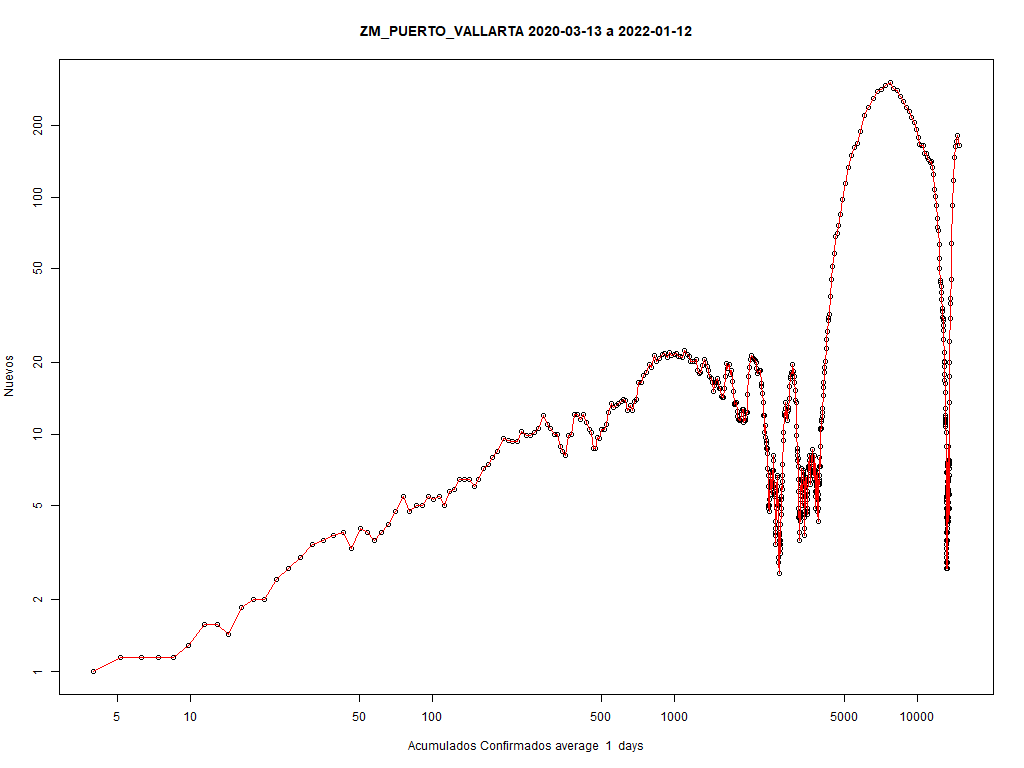 ZM_PUERTO_VALLARTA 2020-03-13 a 2022-01-12
200
100
50
20
10
5
2
1
Nuevos
5 10 50 100 500 1000 5000 10000
Acumulados Confirmados average 1 days